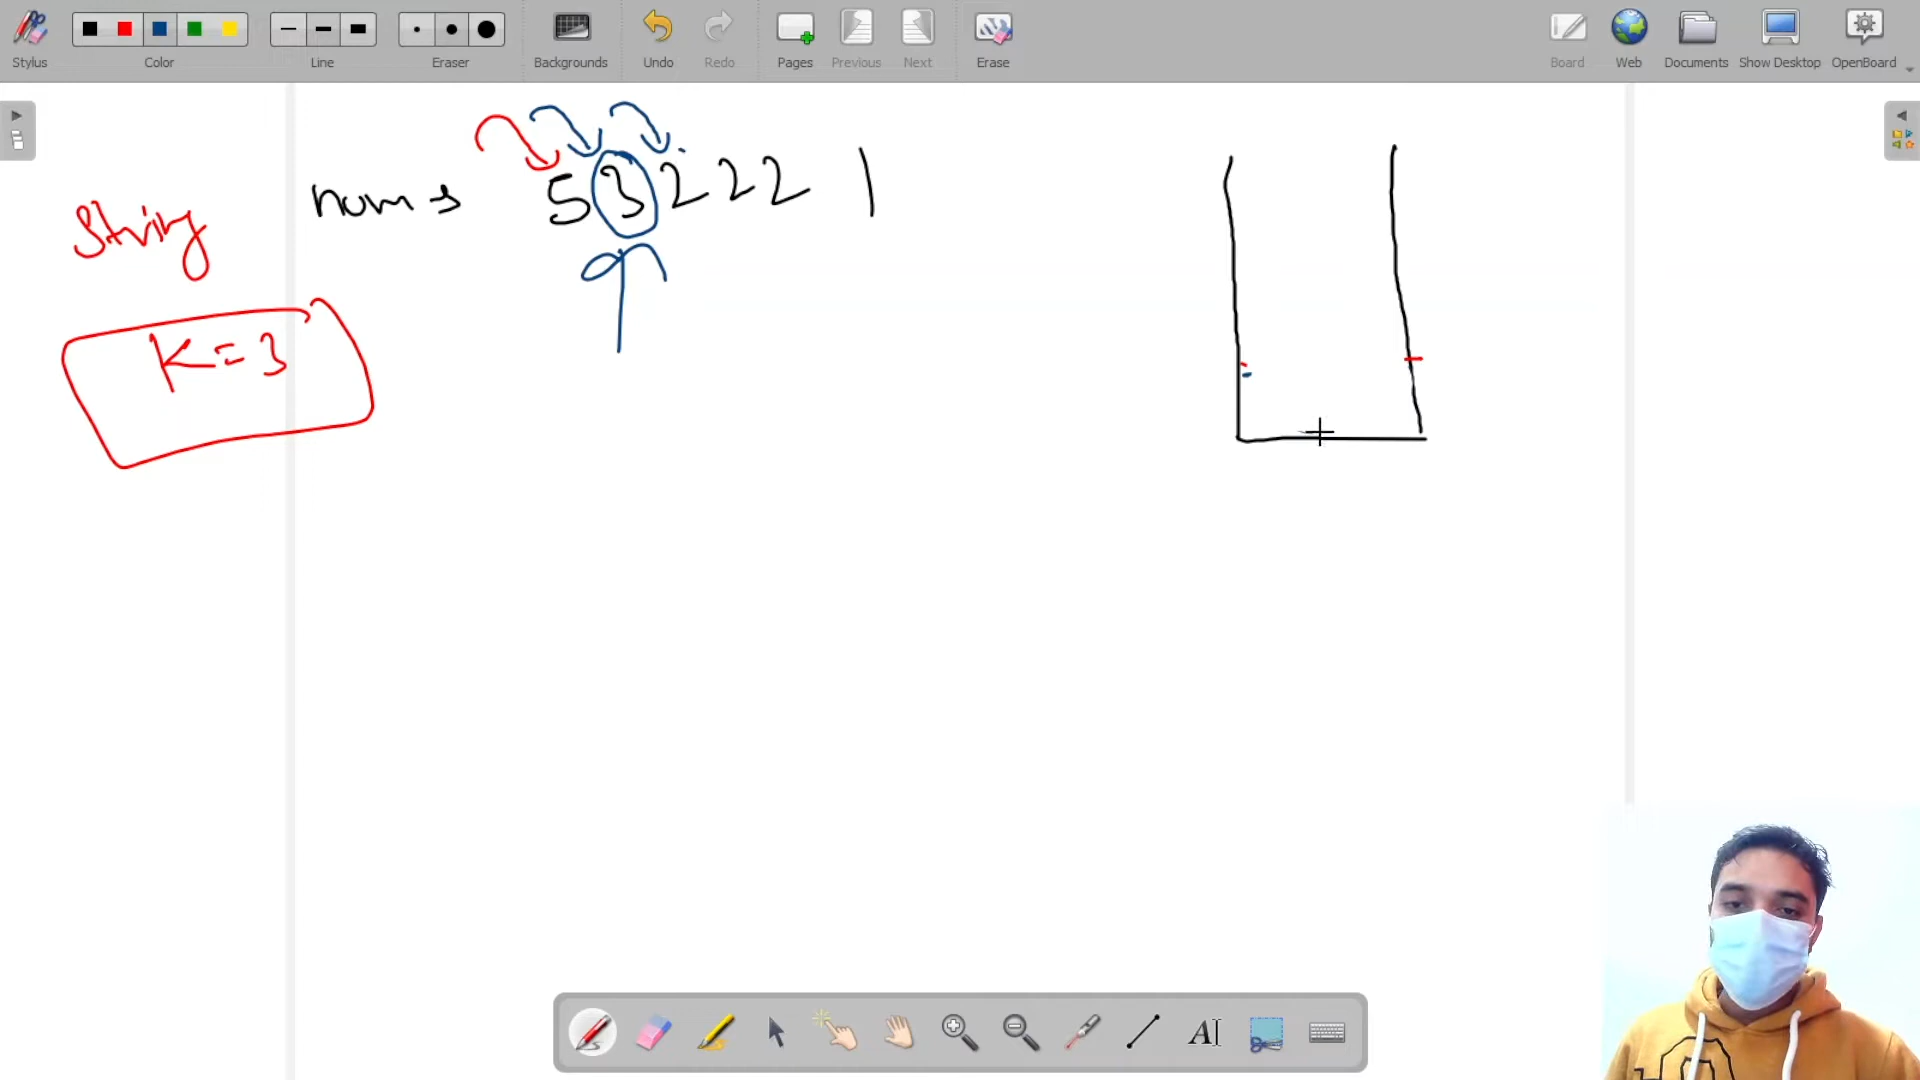 Stylus
Color
Line
Eraser
Backgrounds
Undo
Redo
Pages
Previous
Next
Erase
Board
Web
Documents
Show Desktop
OpenBoard
nums 5 3 2 2 2 1
String
K = 3